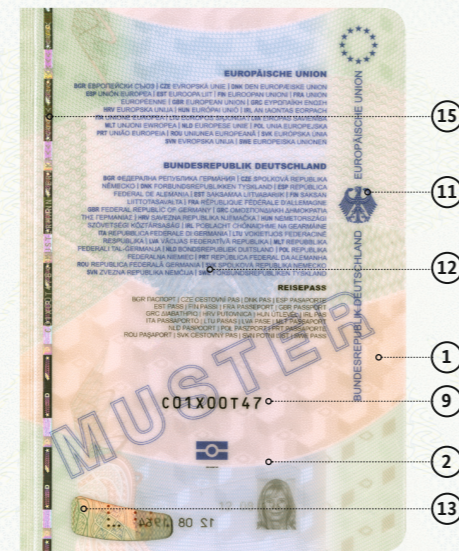 EUROPÄISCHE UNION
BGR ЕВРОПЕЙСКИ СЪЮЗ | CZE EVROPSKÁ UNIE | DNK DEN EUROPÆISKE UNION
ESP UNIÓN EUROPEA | EST EUROOPA LIIT | FIN EUROOPAN UNIONI | FRA UNION
EUROPÉENNE | GBR EUROPEAN UNION | GRC ΕΥΡΩΠΑΪΚΗ ΕΝΩΣΗ
HRV EUROPSKA UNIJA | HUN EURÓPAI UNIÓ | IRL AN tAONTAS EORPACH
ITA UNIONE EUROPEA | LTU EUROPOS SĄJUNGA | LVA EIROPAS SAVIENĪBA
MLT UNJONI EWROPEA | NLD EUROPESE UNIE | POL UNIA EUROPEJSKA
PRT UNIÃO EUROPEIA | ROU UNIUNEA EUROPEANĂ | SVK EURÓPSKA ÚNIA
SVN EVROPSKA UNIJA | SWE EUROPEISKA UNIONEN
BUNDESREPUBLIK DEUTSCHLAND
BGR ФЕДЕРАЛНА РЕПУБЛИКА ГЕРМАНИЯ | CZE SPOLKOVÁ REPUBLIKA
NĚMECKO | DNK FORBUNDSREPUBLIKKEN TYSKLAND | ESP REPÚBLICA
FEDERAL DE ALEMANIA | EST SAKSAMAA LIITVABARIIK | FIN SAKSAN
LIITTOTASAVALTA | FRA RÉPUBLIQUE FÉDÉRALE D'ALLEMAGNE
GBR FEDERAL REPUBLIC OF GERMANY | GRC ΟΜΟΣΠΟΝΔΙΑΚΗ ΔΗΜΟΚΡΑΤΙΑ
ΤΗΣ ΓΕΡΜΑΝΙΑΣ | HRV SAVEZNA REPUBLIKA NJEMAČKA | HUN NÉMETORSZÁGI
SZÖVETSÉGI KÖZTÁRSASÁG | IRL POBLACHT CHÓNAIDHME NA GEARMÁINE
ITA REPUBBLICA FEDERALE DI GERMANIA | LTU VOKIETIJOS FEDERACINĖ
RESPUBLIKA | LVA VĀCIJAS FEDERATĪVĀ REPUBLIKA | MLT REPUBBLIKA
FEDERALI TAL-ĠERMANJA | NLD BONDSREPUBLIEK DUITSLAND | POL REPUBLIKA
FEDERALNA NIEMIEC | PRT REPÚBLICA FEDERAL DA ALEMANHA
ROU REPUBLICA FEDERALĂ GERMANIA | SVK SPOLKOVÁ REPUBLIKA NEMECKO
SVN ZVEZNA REPUBLIKA NEMČIJA | SWE FÖRBUNDSREPUBLIKEN TYSKLAND
REISEPASS
BGR ПАСПОРТ | CZE CESTOVNÍ PAS | DNK PAS | ESP PASAPORTE
EST PASS | FIN PASSI | FRA PASSEPORT | GBR PASSPORT
GRC ΔΙΑΒΑΤΗΡΙΟ | HRV PUTOVNICA | HUN ÚTLEVÉL | IRL PAS
ITA PASSAPORTO | LTU PASAS | LVA PASE | MLT PASSAPORT
NLD PASPOORT | POL PASZPORT | PRT PASSAPORTE
ROU PAȘAPORT | SVK CESTOVNÝ PAS | SVN POTNI LIST | SWE PASS
EUROPÄISCHE UNION
BUNDESREPUBLIK DEUTSCHLAND
MUSTER
C01X00T47
12 08 1964
15
11
12
1
9
2
13